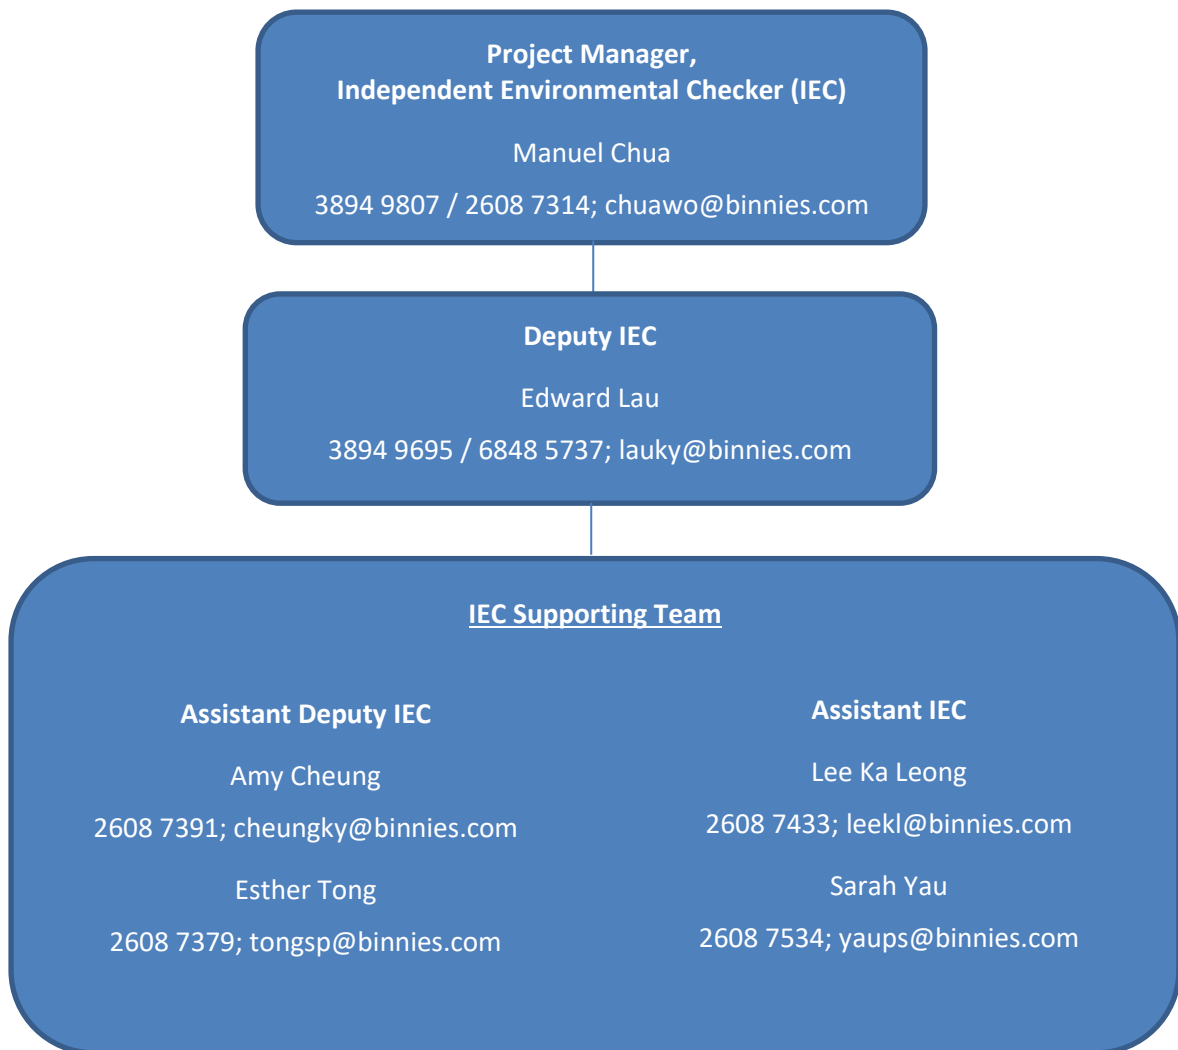 Project Manager,
Independent Environmental Checker (IEC)
Manuel Chua
3894 9807 / 2608 7314; chuawo@binnies.com
Deputy IEC
Edward Lau
3894 9695 / 6848 5737; lauky@binnies.com
IEC Supporting Team
Assistant Deputy IEC
Amy Cheung
2608 7391; cheungky@binnies.com
Esther Tong
2608 7379; tongsp@binnies.com
Assistant IEC
Lee Ka Leong
2608 7433; leekl@binnies.com
Sarah Yau
2608 7534; yaups@binnies.com